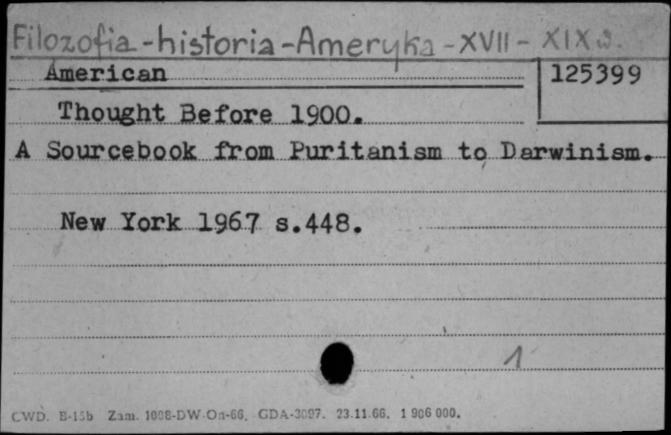 Filozofia-historia-Ameryka-XVII-XIX w.
American 125399
Thought Before 1900.
A Sourcebook from Puritanism to Darwinism.
New York 1967 s.448.
1
CWD. B-15b Zam. 1098-DW-On-66. GDA-3097. 23.11.66. 1 906 000.